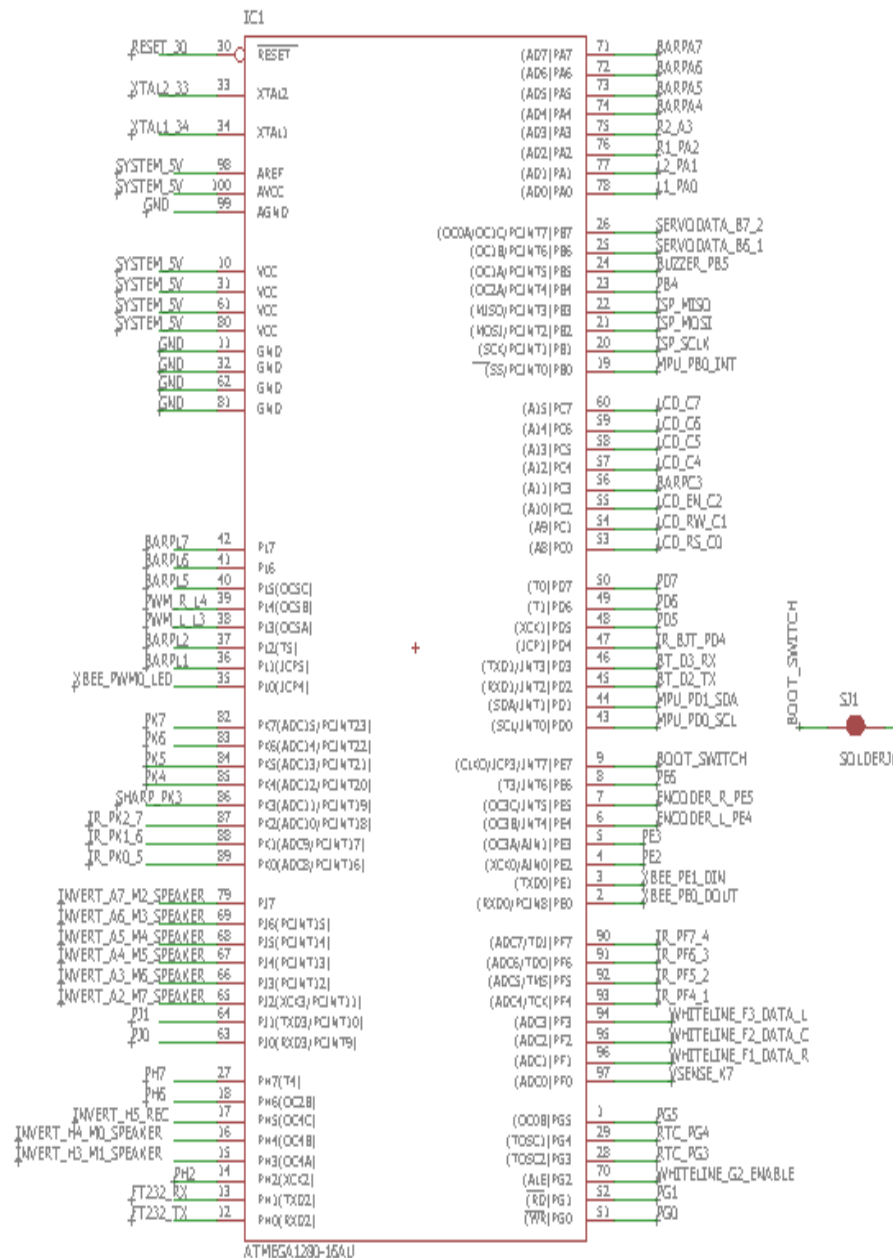 IC1
RESET_30 30 RESET
XTAL2_33 33 XTAL2
XTAL1_34 34 XTAL1
SYSTEM_5V 98 AREF
SYSTEM_5V 100 AVCC
GND 99 AGND
SYSTEM_5V 10 VCC
SYSTEM_5V 31 VCC
SYSTEM_5V 61 VCC
SYSTEM_5V 80 VCC
GND 11 GND
GND 32 GND
GND 62 GND
GND 81 GND
BARPL7 42 PL7
BARPL6 41 PL6
BARPL5 40 PL5(OC5C)
PWM_R_L4 39 PL4(OC5B)
PWM_L_L3 38 PL3(OC5A)
BARPL2 37 PL2(T5)
BARPL1 36 PL1(ICP5)
XBEE_PWM0_LED 35 PL0(ICP4)
PK7 82 PK7(ADC15/PCINT23)
PK6 83 PK6(ADC14/PCINT22)
PK5 84 PK5(ADC13/PCINT21)
PK4 85 PK4(ADC12/PCINT20)
SHARP_PK3 86 PK3(ADC11/PCINT19)
IR_PK2_7 87 PK2(ADC10/PCINT18)
IR_PK1_6 88 PK1(ADC9/PCINT17)
IR_PK0_5 89 PK0(ADC8/PCINT16)
INVERT_A7_M2_SPEAKER 79 PJ7
INVERT_A6_M3_SPEAKER 69 PJ6(PCINT15)
INVERT_A5_M4_SPEAKER 68 PJ5(PCINT14)
INVERT_A4_M5_SPEAKER 67 PJ4(PCINT13)
INVERT_A3_M6_SPEAKER 66 PJ3(PCINT12)
INVERT_A2_M7_SPEAKER 65 PJ2(XCK3/PCINT11)
PJ1 64 PJ1(TXD3/PCINT10)
PJ0 63 PJ0(RXD3/PCINT9)
PH7 27 PH7(T4)
PH6 18 PH6(OC2B)
INVERT_H5_REC 17 PH5(OC4C)
INVERT_H4_M0_SPEAKER 16 PH4(OC4B)
INVERT_H3_M1_SPEAKER 15 PH3(OC4A)
PH2 14 PH2(XCK2)
FT232_RX 13 PH1(TXD2)
FT232_TX 12 PH0(RXD2)
(AD7)PA7 71 BARPA7
(AD6)PA6 72 BARPA6
(AD5)PA5 73 BARPA5
(AD4)PA4 74 BARPA4
(AD3)PA3 75 R2_A3
(AD2)PA2 76 R1_PA2
(AD1)PA1 77 L2_PA1
(AD0)PA0 78 L1_PA0
(OC0A/OC1C/PCINT7)PB7 26 SERVODATA_B7_2
(OC1B/PCINT6)PB6 25 SERVODATA_B6_1
(OC1A/PCINT5)PB5 24 BUZZER_PB5
(OC2A/PCINT4)PB4 23 PB4
(MISO/PCINT3)PB3 22 ISP_MISO
(MOSI/PCINT2)PB2 21 ISP_MOSI
(SCK/PCINT1)PB1 20 ISP_SCLK
(SS/PCINT0)PB0 19 MPU_PB0_INT
(A15)PC7 60 LCD_C7
(A14)PC6 59 LCD_C6
(A13)PC5 58 LCD_C5
(A12)PC4 57 LCD_C4
(A11)PC3 56 BARPC3
(A10)PC2 55 LCD_EN_C2
(A9)PC1 54 LCD_RW_C1
(A8)PC0 53 LCD_RS_C0
(T0)PD7 50 PD7
(T1)PD6 49 PD6
(XCK1)PD5 48 PD5
(ICP1)PD4 47 IR_BJT_PD4
(TXD1/INT3)PD3 46 BT_D3_RX
(RXD1/INT2)PD2 45 BT_D2_TX
(SDA/INT1)PD1 44 MPU_PD1_SDA
(SCL/INT0)PD0 43 MPU_PD0_SCL
(CLKO/ICP3/INT7)PE7 9 BOOT_SWITCH
(T3/INT6)PE6 8 PE6
(OC3C/INT5)PE5 7 ENCODER_R_PE5
(OC3B/INT4)PE4 6 ENCODER_L_PE4
(OC3A/AIN1)PE3 5 PE3
(XCK0/AIN0)PE2 4 PE2
(TXD0)PE1 3 XBEE_PE1_DIN
(RXD0/PCIN8)PE0 2 XBEE_PE0_DOUT
(ADC7/TDI)PF7 90 IR_PF7_4
(ADC6/TDO)PF6 91 IR_PF6_3
(ADC5/TMS)PF5 92 IR_PF5_2
(ADC4/TCK)PF4 93 IR_PF4_1
(ADC3)PF3 94 WHITELINE_F3_DATA_L
(ADC2)PF2 95 WHITELINE_F2_DATA_C
(ADC1)PF1 96 WHITELINE_F1_DATA_R
(ADC0)PF0 97 VSENSE_K7
(OC0B)PG5 1 PG5
(TOSC1)PG4 29 RTC_PG4
(TOSC2)PG3 28 RTC_PG3
(ALE)PG2 70 WHITELINE_G2_ENABLE
(RD)PG1 52 PG1
(WR)PG0 51 PG0
ATMEGA1280-16AU
BOOT_SWITCH
SJ1